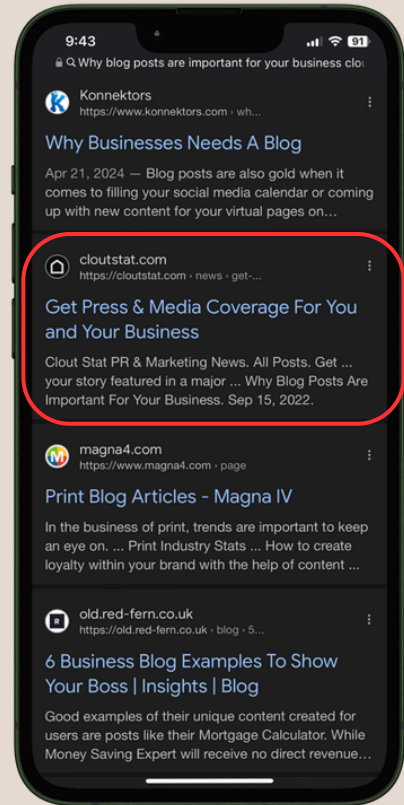 9:43
91
Why blog posts are important for your business clou
Konnektors
https://www.konnektors.com › wh...
Why Businesses Needs A Blog
Apr 21, 2024 — Blog posts are also gold when it
comes to filling your social media calendar or coming
up with new content for your virtual pages on...
cloutstat.com
https://cloutstat.com › news › get-...
Get Press & Media Coverage For You
and Your Business
Clout Stat PR & Marketing News. All Posts. Get ...
your story featured in a major ... Why Blog Posts Are
Important For Your Business. Sep 15, 2022.
magna4.com
https://www.magna4.com › page
Print Blog Articles - Magna IV
In the business of print, trends are important to keep
an eye on. ... Print Industry Stats ... How to create
loyalty within your brand with the help of content ...
old.red-fern.co.uk
https://old.red-fern.co.uk › blog › 5...
6 Business Blog Examples To Show
Your Boss | Insights | Blog
Good examples of their unique content created for
users are posts like their Mortgage Calculator. While
Money Saving Expert will receive no direct revenue...